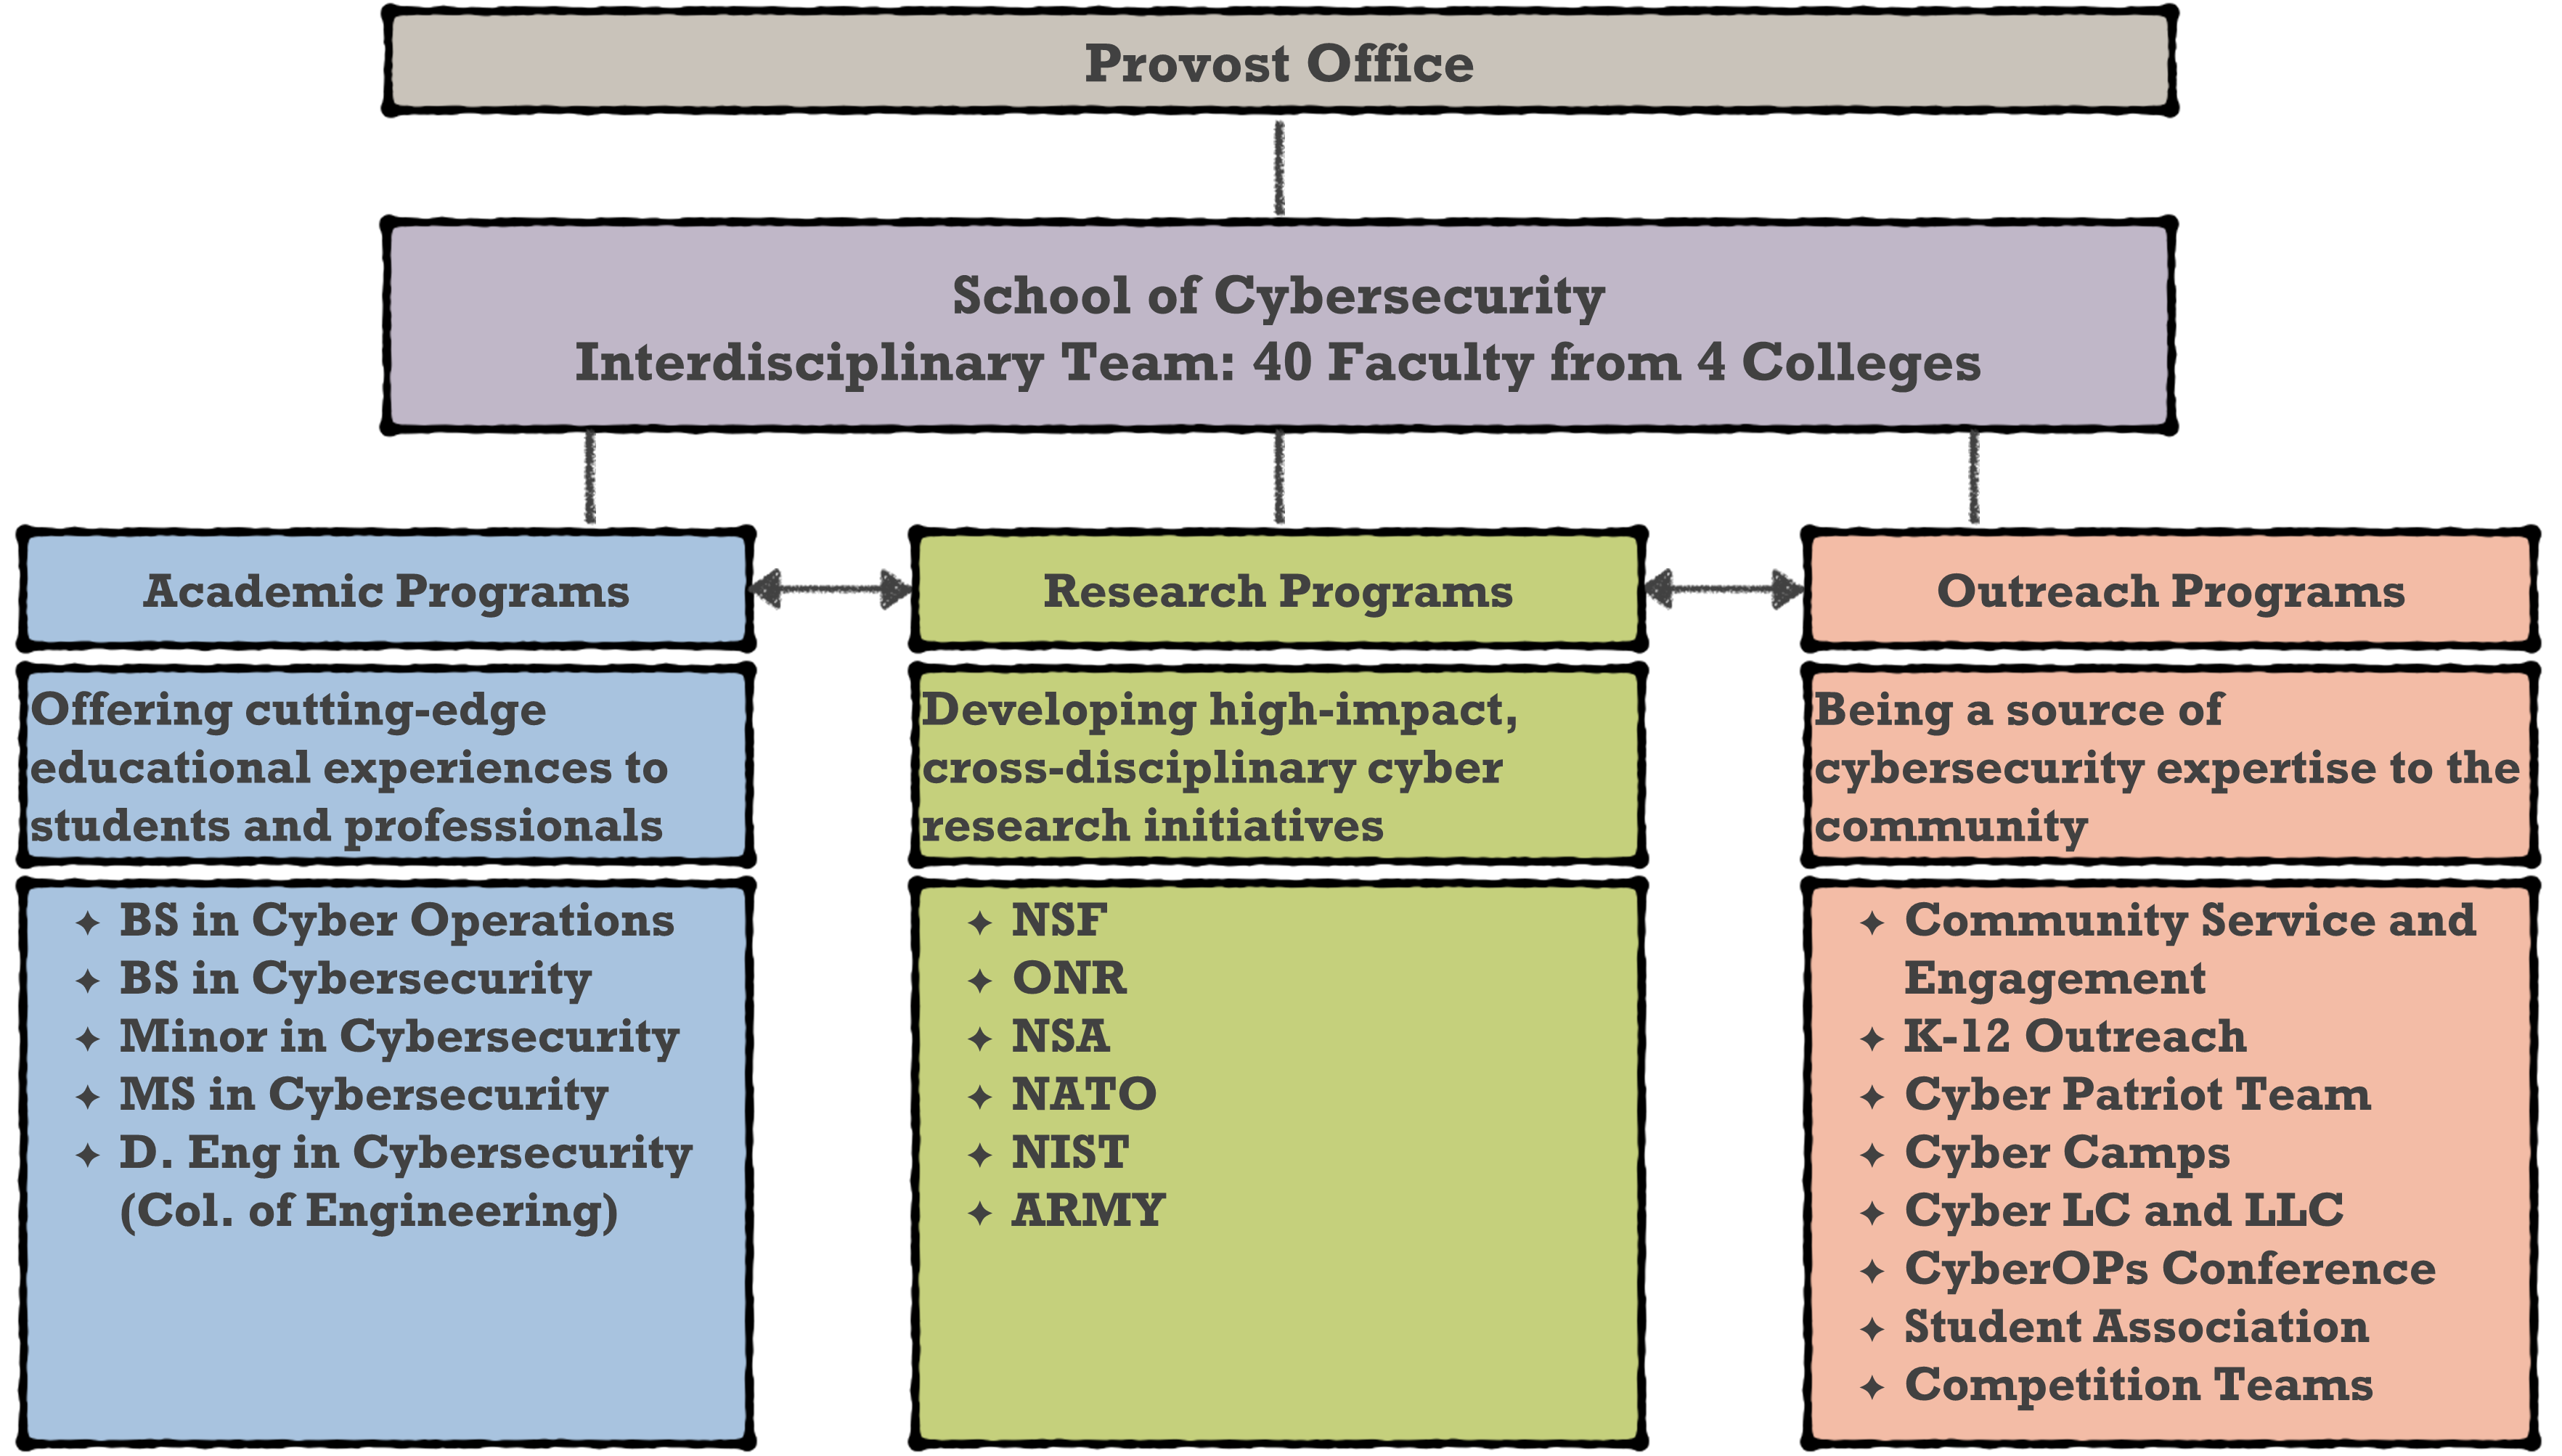 Provost Office
School of Cybersecurity
Interdisciplinary Team: 40 Faculty from 4 Colleges
Academic Programs
Offering cutting-edge
educational experiences to
students and professionals
✦ BS in Cyber Operations
✦ BS in Cybersecurity
✦ Minor in Cybersecurity
✦ MS in Cybersecurity
✦ D. Eng in Cybersecurity
(Col. of Engineering)
Research Programs
Developing high-impact,
cross-disciplinary cyber
research initiatives
✦ NSF
✦ ONR
✦ NSA
✦ NATO
✦ NIST
✦ ARMY
Outreach Programs
Being a source of
cybersecurity expertise to the
community
✦ Community Service and
Engagement
✦ K-12 Outreach
✦ Cyber Patriot Team
✦ Cyber Camps
✦ Cyber LC and LLC
✦ CyberOPs Conference
✦ Student Association
✦ Competition Teams